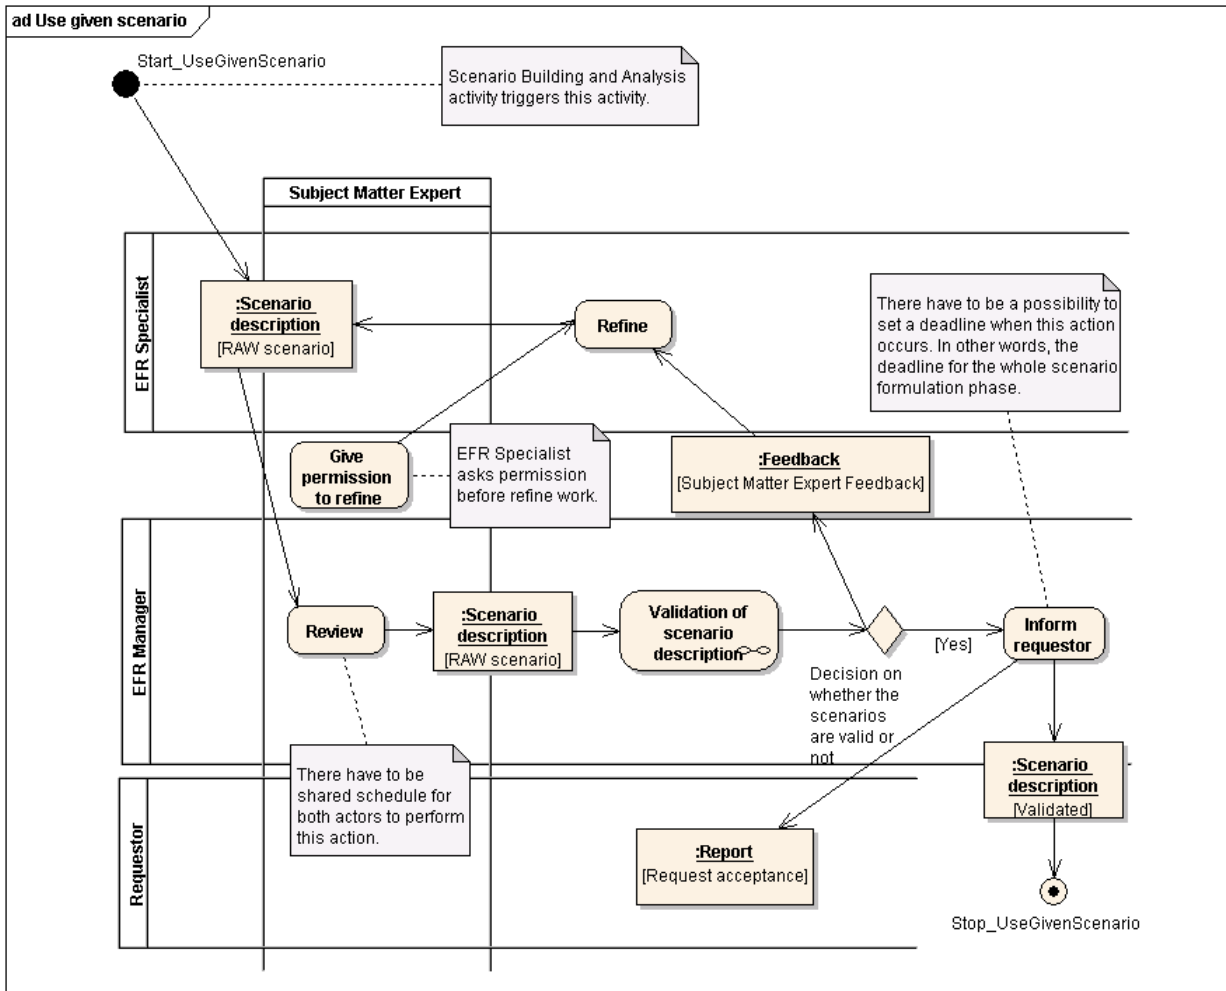 ad Use given scenario
Start_UseGivenScenario
Scenario Building and Analysis
activity triggers this activity.
Subject Matter Expert
EFR Specialist
:Scenario
description
[RAW scenario]
Refine
There have to be a possibility to
set a deadline when this action
occurs. In other words, the
deadline for the whole scenario
formulation phase.
Give
permission
to refine
EFR Specialist
asks permission
before refine work.
:Feedback
[Subject Matter Expert Feedback]
EFR Manager
Review
:Scenario
description
[RAW scenario]
Validation of
scenario
description
Decision on
whether the
scenarios
are valid or
not
[Yes]
Inform
requestor
There have to be
shared schedule for
both actors to perform
this action.
:Scenario
description
[Validated]
Requestor
:Report
[Request acceptance]
Stop_UseGivenScenario